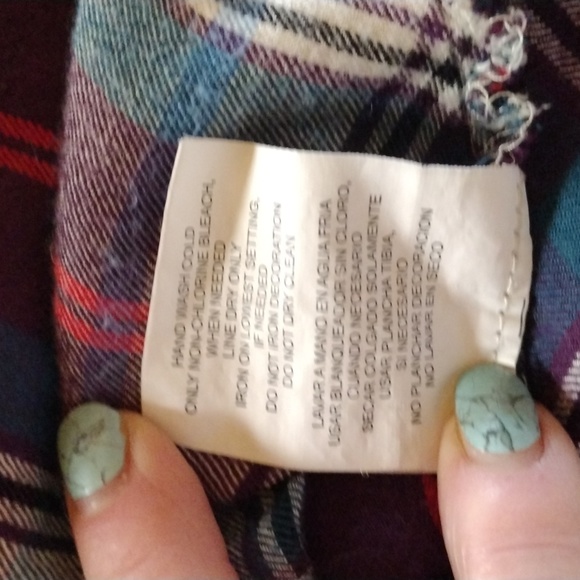 HAND WASH COLD
ONLY NON-CHLORINE BLEACH,
WHEN NEEDED
LINE DRY ONLY
IRON ON LOWEST SETTING,
IF NEEDED
DO NOT IRON DECORATION
DO NOT DRY CLEAN
LAVAR A MANO EN AGUA FRIA
USAR BLANQUEADOR SIN CLORO,
CUANDO NECESARIO
SECAR COLGADO SOLAMENTE
USAR PLANCHA TIBIA,
SI NECESARIO
NO PLANCHAR DECORACION
NO LAVAR EN SECO